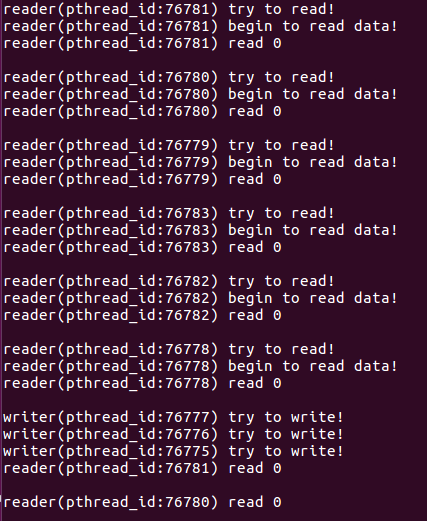 reader(pthread_id:76781) try to read!
reader(pthread_id:76781) begin to read data!
reader(pthread_id:76781) read 0
reader(pthread_id:76780) try to read!
reader(pthread_id:76780) begin to read data!
reader(pthread_id:76780) read 0
reader(pthread_id:76779) try to read!
reader(pthread_id:76779) begin to read data!
reader(pthread_id:76779) read 0
reader(pthread_id:76783) try to read!
reader(pthread_id:76783) begin to read data!
reader(pthread_id:76783) read 0
reader(pthread_id:76782) try to read!
reader(pthread_id:76782) begin to read data!
reader(pthread_id:76782) read 0
reader(pthread_id:76778) try to read!
reader(pthread_id:76778) begin to read data!
reader(pthread_id:76778) read 0
writer(pthread_id:76777) try to write!
writer(pthread_id:76776) try to write!
writer(pthread_id:76775) try to write!
reader(pthread_id:76781) read 0
reader(pthread_id:76780) read 0